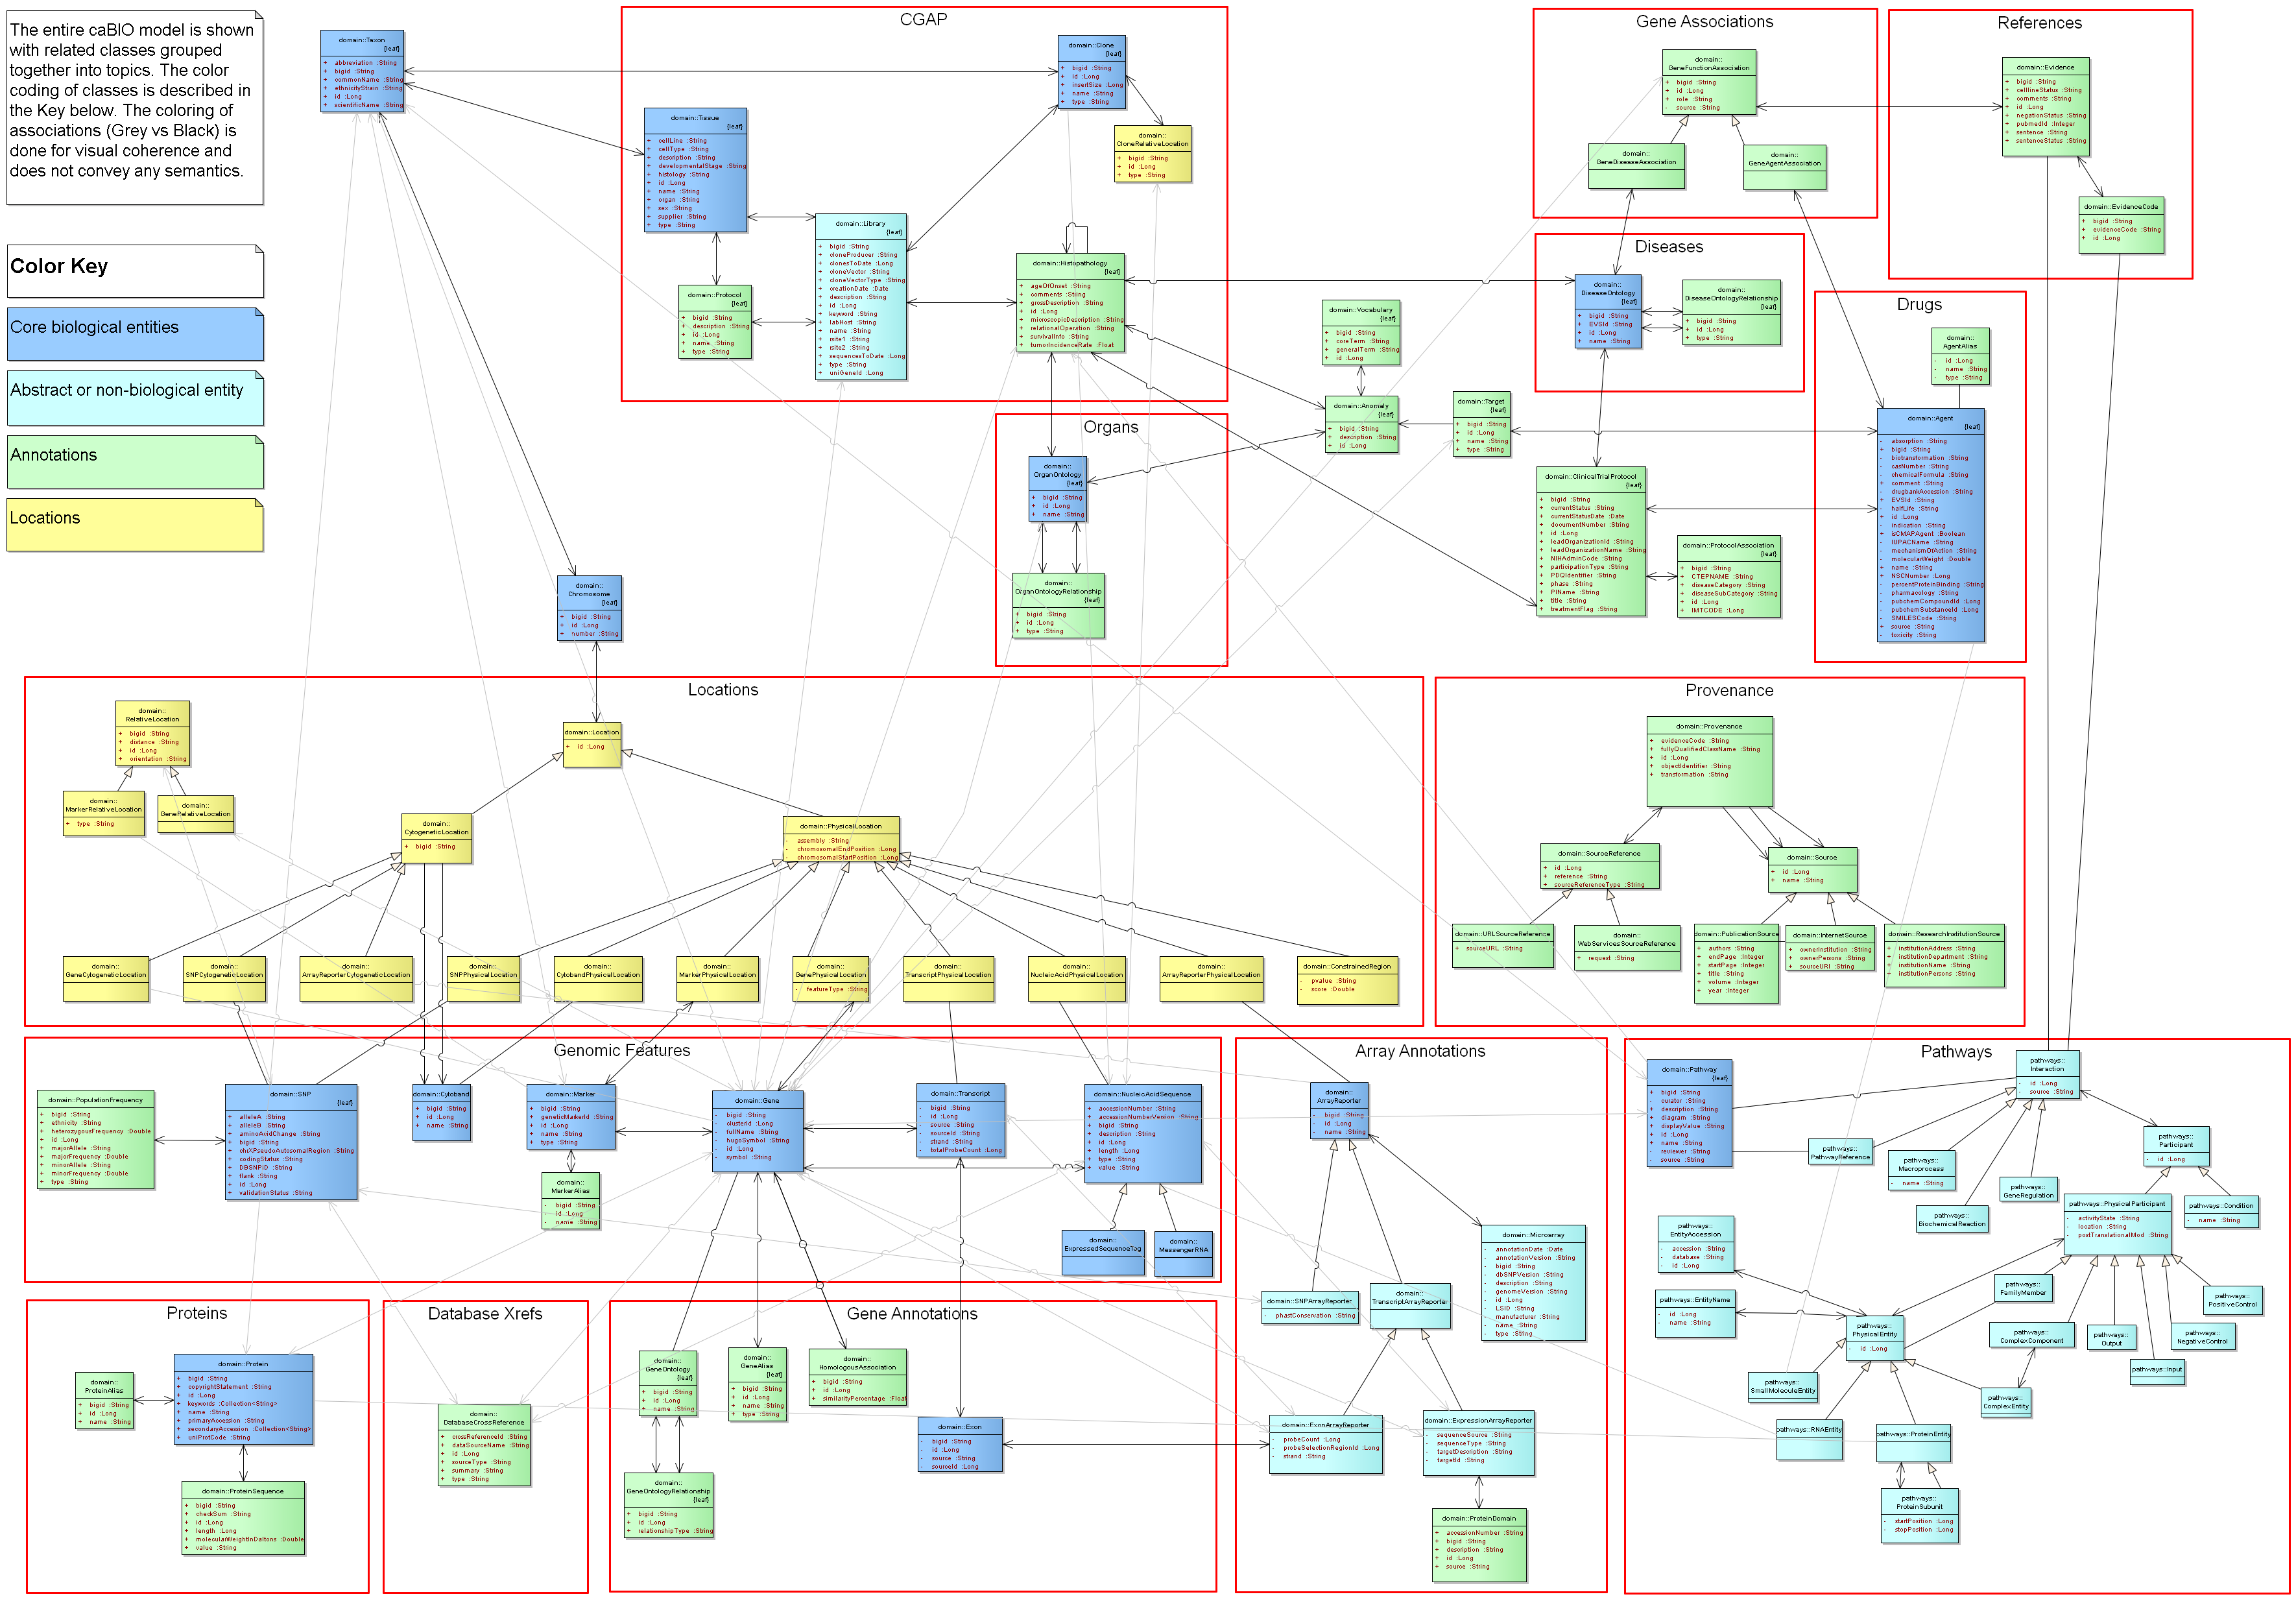 The entire caBIO model is shown
with related classes grouped
together into topics. The color
coding of classes is described in
the Key below. The coloring of
associations (Grey vs Black) is
done for visual coherence and
does not convey any semantics.
Color Key
Core biological entities
Abstract or non-biological entity
Annotations
Locations
domain::Taxon
{leaf}
+ abbreviation :String
+ bigid :String
+ commonName :String
+ ethnicityStrain :String
+ id :Long
+ scientificName :String
CGAP
domain::Clone
{leaf}
+ bigid :String
+ id :Long
+ insertSize :Long
+ name :String
+ type :String
domain::
CloneRelativeLocation
+ bigid :String
+ id :Long
+ type :String
domain::Tissue
{leaf}
+ cellLine :String
+ cellType :String
+ description :String
+ developmentalStage :String
+ histology :String
+ id :Long
+ name :String
+ organ :String
+ sex :String
+ supplier :String
+ type :String
domain::Protocol
{leaf}
+ bigid :String
+ description :String
+ id :Long
+ name :String
+ type :String
domain::Library
{leaf}
+ bigid :String
+ cloneProducer :String
+ clonesToDate :Long
+ cloneVector :String
+ cloneVectorType :String
+ creationDate :Date
+ description :String
+ id :Long
+ keyword :String
+ labHost :String
+ name :String
+ rsite1 :String
+ rsite2 :String
+ sequencesToDate :Long
+ type :String
+ uniGeneId :Long
domain::Histopathology
{leaf}
+ ageOfOnset :String
+ comments :String
+ grossDescription :String
+ id :Long
+ microscopicDescription :String
+ relationalOperation :String
+ survivalInfo :String
+ tumorIncidenceRate :Float
Gene Associations
domain::
GeneFunctionAssociation
+ bigid :String
+ id :Long
+ role :String
- source :String
domain::
GeneDiseaseAssociation
domain::
GeneAgentAssociation
References
domain::Evidence
+ bigid :String
+ celllineStatus :String
+ comments :String
+ id :Long
+ negationStatus :String
+ pubmedId :Integer
+ sentence :String
+ sentenceStatus :String
domain::EvidenceCode
+ bigid :String
+ evidenceCode :String
+ id :Long
Diseases
domain::
DiseaseOntology
{leaf}
+ bigid :String
+ EVSId :String
+ id :Long
+ name :String
domain::
DiseaseOntologyRelationship
{leaf}
+ bigid :String
+ id :Long
+ type :String
Drugs
domain::
AgentAlias
- id :Long
- name :String
- type :String
domain::Agent
{leaf}
- absorption :String
+ bigid :String
- biotransformation :String
- casNumber :String
- chemicalFormula :String
+ comment :String
- drugbankAccession :String
+ EVSId :String
- halfLife :String
+ id :Long
- indication :String
+ isCMAPAgent :Boolean
- IUPACName :String
- mechanismOfAction :String
- molecularWeight :Double
+ name :String
+ NSCNumber :Long
- percentProteinBinding :String
- pharmacology :String
- pubchemCompoundId :Long
- pubchemSubstanceId :Long
- SMILESCode :String
+ source :String
- toxicity :String
domain::Vocabulary
{leaf}
+ bigid :String
+ coreTerm :String
+ generalTerm :String
+ id :Long
domain::Anomaly
{leaf}
+ bigid :String
+ description :String
+ id :Long
domain::Target
{leaf}
+ bigid :String
+ id :Long
+ name :String
+ type :String
Organs
domain::
OrganOntology
{leaf}
+ bigid :String
+ id :Long
+ name :String
domain::
OrganOntologyRelationship
{leaf}
+ bigid :String
+ id :Long
+ type :String
domain::ClinicalTrialProtocol
{leaf}
+ bigid :String
+ currentStatus :String
+ currentStatusDate :Date
+ documentNumber :String
+ id :Long
+ leadOrganizationId :String
+ leadOrganizationName :String
+ NIHAdminCode :String
+ participationType :String
+ PDQIdentifier :String
+ phase :String
+ PIName :String
+ title :String
+ treatmentFlag :String
domain::ProtocolAssociation
{leaf}
+ bigid :String
+ CTEPNAME :String
+ diseaseCategory :String
+ diseaseSubCategory :String
+ id :Long
+ IMTCODE :Long
domain::
Chromosome
{leaf}
+ bigid :String
+ id :Long
+ number :String
Locations
domain::
RelativeLocation
+ bigid :String
+ distance :String
+ id :Long
+ orientation :String
domain::
MarkerRelativeLocation
+ type :String
domain::
GeneRelativeLocation
domain::Location
+ id :Long
domain::
CytogeneticLocation
+ bigid :String
domain::PhysicalLocation
- assembly :String
- chromosomalEndPosition :Long
- chromosomalStartPosition :Long
domain::
GeneCytogeneticLocation
domain::
SNPCytogeneticLocation
domain::
ArrayReporterCytogeneticLocation
domain::
SNPPhysicalLocation
domain::
CytobandPhysicalLocation
domain::
MarkerPhysicalLocation
domain::
GenePhysicalLocation
- featureType :String
domain::
TranscriptPhysicalLocation
domain::
NucleicAcidPhysicalLocation
domain::
ArrayReporterPhysicalLocation
domain::ConstrainedRegion
- pvalue :String
- score :Double
Provenance
domain::Provenance
+ evidenceCode :String
+ fullyQualifiedClassName :String
+ id :Long
+ objectIdentifier :String
+ transformation :String
domain::SourceReference
+ id :Long
+ reference :String
+ sourceReferenceType :String
domain::Source
+ id :Long
+ name :String
domain::URLSourceReference
+ sourceURL :String
domain::
WebServicesSourceReference
+ request :String
domain::PublicationSource
+ authors :String
+ endPage :Integer
+ startPage :Integer
+ title :String
+ volume :Integer
+ year :Integer
domain::InternetSource
+ ownerInstitution :String
+ ownerPersons :String
+ sourceURI :String
domain::ResearchInstitutionSource
+ institutionAddress :String
+ institutionDepartment :String
+ institutionName :String
+ institutionPersons :String
Genomic Features
domain::PopulationFrequency
+ bigid :String
+ ethnicity :String
+ heterozygousFrequency :Double
+ id :Long
+ majorAllele :String
+ majorFrequency :Double
+ minorAllele :String
+ minorFrequency :Double
+ type :String
domain::SNP
{leaf}
+ alleleA :String
+ alleleB :String
+ aminoAcidChange :String
+ bigid :String
+ chrXPseudoAutosomalRegion :String
+ codingStatus :String
+ DBSNPID :String
+ flank :String
+ id :Long
+ validationStatus :String
domain::Cytoband
+ bigid :String
+ id :Long
+ name :String
domain::Marker
+ bigid :String
+ geneticMarkerId :String
+ id :Long
+ name :String
+ type :String
domain::
MarkerAlias
- bigid :String
- id :Long
- name :String
domain::Gene
- bigid :String
- clusterId :Long
- fullName :String
- hugoSymbol :String
- id :Long
- symbol :String
domain::Transcript
- bigid :String
- id :Long
- source :String
- sourceId :String
- strand :String
- totalProbeCount :Long
domain::NucleicAcidSequence
+ accessionNumber :String
+ accessionNumberVersion :String
+ bigid :String
+ description :String
+ id :Long
+ length :Long
+ type :String
+ value :String
domain::
ExpressedSequenceTag
domain::
MessengerRNA
Array Annotations
domain::
ArrayReporter
- bigid :String
- id :Long
- name :String
domain::Microarray
- annotationDate :Date
- annotationVersion :String
- bigid :String
- dbSNPVersion :String
- description :String
- genomeVersion :String
- id :Long
- LSID :String
- manufacturer :String
- name :String
- type :String
domain::SNPArrayReporter
- phastConservation :String
domain::
TranscriptArrayReporter
domain::ExonArrayReporter
- probeCount :Long
- probeSelectionRegionId :Long
- strand :String
domain::ExpressionArrayReporter
- sequenceSource :String
- sequenceType :String
- targetDescription :String
- targetId :String
domain::ProteinDomain
+ accessionNumber :String
+ bigid :String
+ description :String
+ id :Long
+ source :String
Pathways
domain::Pathway
{leaf}
+ bigid :String
- curator :String
+ description :String
+ diagram :String
+ displayValue :String
+ id :Long
+ name :String
- reviewer :String
- source :String
pathways::
Interaction
- id :Long
- source :String
pathways::
PathwayReference
pathways::
Macroprocess
- name :String
pathways::
BiochemicalReaction
pathways::
GeneRegulation
pathways::
Participant
- id :Long
pathways::PhysicalParticipant
- activityState :String
- location :String
- postTranslationalMod :String
pathways::Condition
- name :String
pathways::
EntityAccession
- accession :String
- database :String
- id :Long
pathways::EntityName
- id :Long
- name :String
pathways::
PhysicalEntity
- id :Long
pathways::
FamilyMember
pathways::
ComplexComponent
pathways::
Output
pathways::Input
pathways::
NegativeControl
pathways::
PositiveControl
pathways::
SmallMoleculeEntity
pathways::RNAEntity
pathways::ProteinEntity
pathways::
ComplexEntity
pathways::
ProteinSubunit
- startPosition :Long
- stopPosition :Long
Proteins
domain::
ProteinAlias
+ bigid :String
+ id :Long
+ name :String
domain::Protein
+ bigid :String
+ copyrightStatement :String
+ id :Long
+ keywords :Collection<String>
+ name :String
+ primaryAccession :String
+ secondaryAccession :Collection<String>
+ uniProtCode :String
domain::ProteinSequence
+ bigid :String
+ checkSum :String
+ id :Long
+ length :Long
+ molecularWeightInDaltons :Double
+ value :String
Database Xrefs
domain::
DatabaseCrossReference
+ crossReferenceId :String
+ dataSourceName :String
+ id :Long
+ sourceType :String
+ summary :String
+ type :String
Gene Annotations
domain::
GeneOntology
{leaf}
+ bigid :String
+ id :Long
+ name :String
domain::
GeneOntologyRelationship
{leaf}
+ bigid :String
+ id :Long
+ relationshipType :String
domain::
GeneAlias
{leaf}
+ bigid :String
+ id :Long
+ name :String
+ type :String
domain::
HomologousAssociation
+ bigid :String
+ id :Long
+ similarityPercentage :Float
domain::Exon
- bigid :String
- id :Long
- source :String
- sourceId :Long